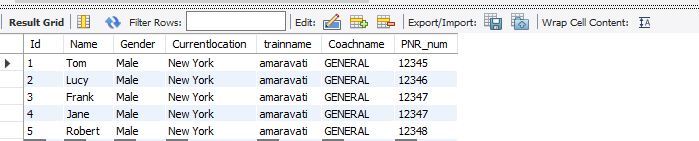 Result Grid Filter Rows: Edit: Export/Import: Wrap Cell Content: IA
Id Name Gender Currentlocation trainname Coachname PNR_num
1 Tom Male New York amaravati GENERAL 12345
2 Lucy Male New York amaravati GENERAL 12346
3 Frank Male New York amaravati GENERAL 12347
4 Jane Male New York amaravati GENERAL 12347
5 Robert Male New York amaravati GENERAL 12348